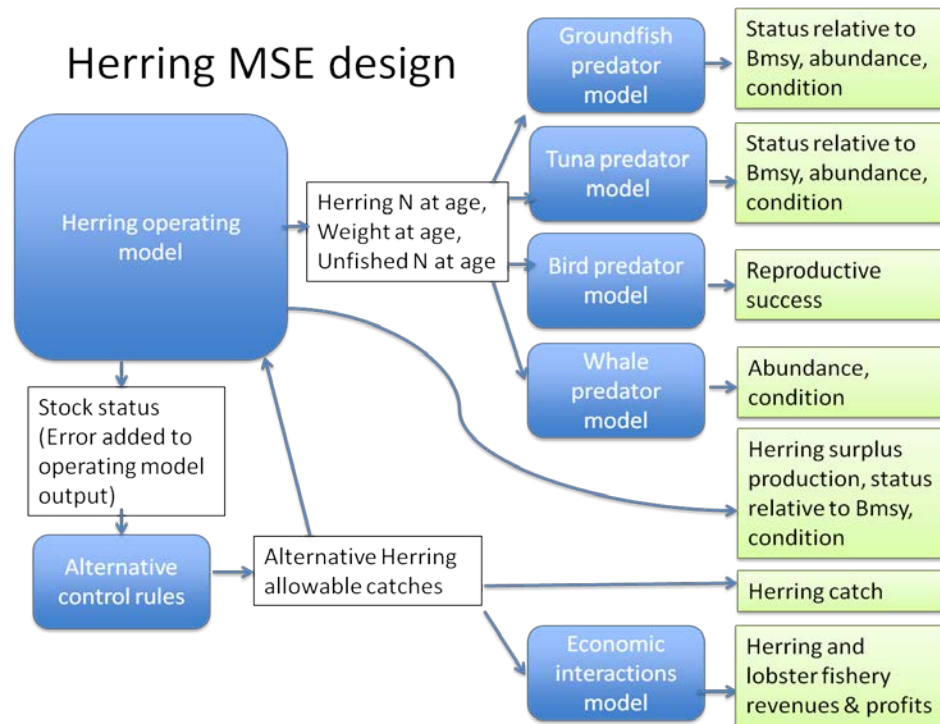 Herring MSE design
Herring operating
model
Stock status
(Error added to
operating model
output)
Alternative
control rules
Alternative Herring
allowable catches
Herring N at age,
Weight at age,
Unfished N at age
Groundfish
predator
model
Status relative to
Bmsy, abundance,
condition
Tuna predator
model
Status relative to
Bmsy, abundance,
condition
Bird predator
model
Reproductive
success
Whale
predator
model
Abundance,
condition
Herring surplus
production, status
relative to Bmsy,
condition
Herring catch
Economic
interactions
model
Herring and
lobster fishery
revenues & profits